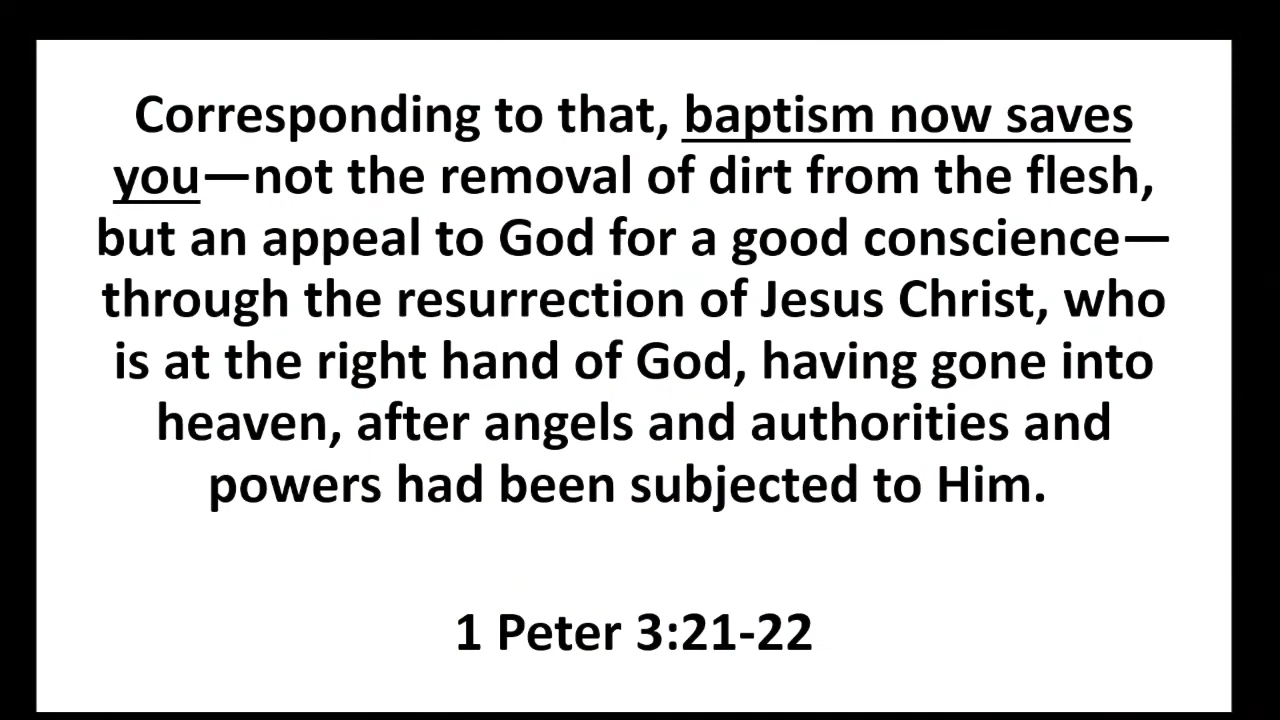 Corresponding to that, baptism now saves
you—not the removal of dirt from the flesh,
but an appeal to God for a good conscience—
through the resurrection of Jesus Christ, who
is at the right hand of God, having gone into
heaven, after angels and authorities and
powers had been subjected to Him.
1 Peter 3:21-22